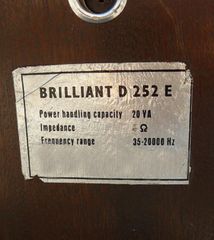 BRILLIANT D 252 E
Power handling capacity 20 VA
Impedance Ω
Frequency range 35-20000 Hz